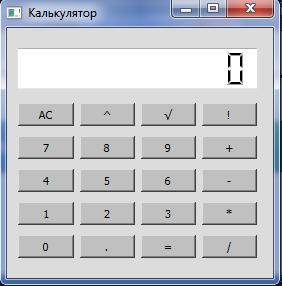 Калькулятор
0
AC ^ √ !
7 8 9 +
4 5 6 -
1 2 3 *
0 . = /